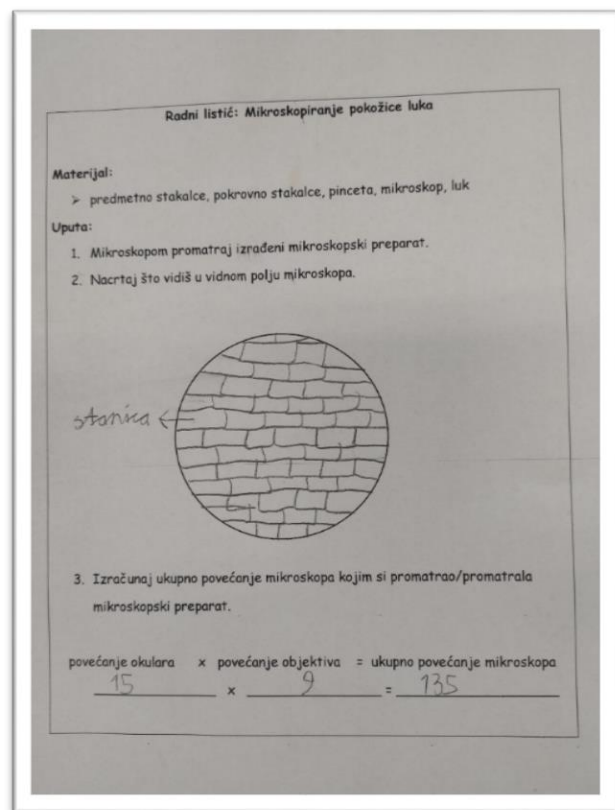 Radni listić: Mikroskopiranje pokožice luka
Materijal:
➢ predmetno stakalce, pokrovno stakalce, pinceta, mikroskop, luk
Uputa:
1. Mikroskopom promatraj izrađeni mikroskopski preparat.
2. Nacrtaj što vidiš u vidnom polju mikroskopa.
stanica
3. Izračunaj ukupno povećanje mikroskopa kojim si promatrao/promatrala
mikroskopski preparat.
povećanje okulara x povećanje objektiva = ukupno povećanje mikroskopa
15 x 9 = 135